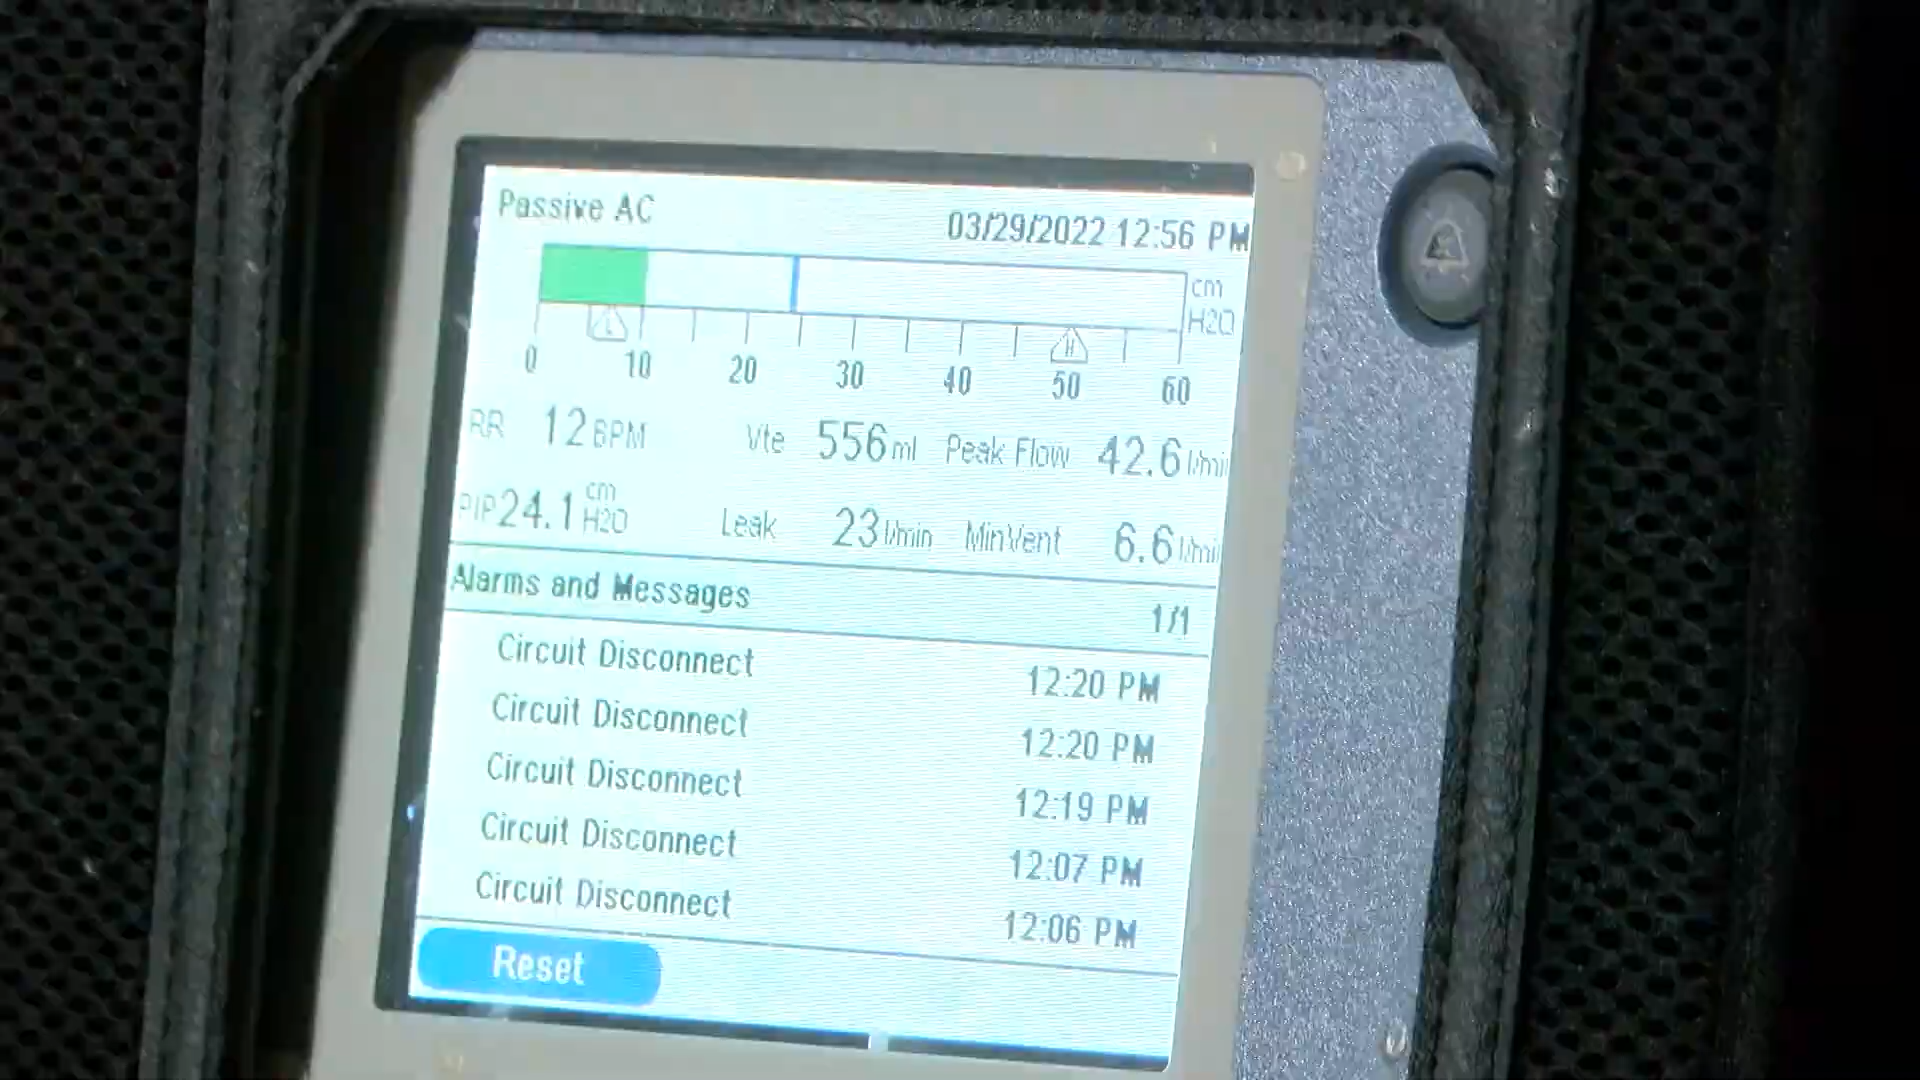 Passive AC 03/29/2022 12:56 PM
cm
H2O
L H
0 10 20 30 40 50 60
RR 12 BPM Vte 556 ml Peak Flow 42.6 l/min
PIP 24.1 cm H2O Leak 23 l/min MinVent 6.6 l/min
Alarms and Messages 1/1
Circuit Disconnect 12:20 PM
Circuit Disconnect 12:20 PM
Circuit Disconnect 12:19 PM
Circuit Disconnect 12:07 PM
Circuit Disconnect 12:06 PM
Reset